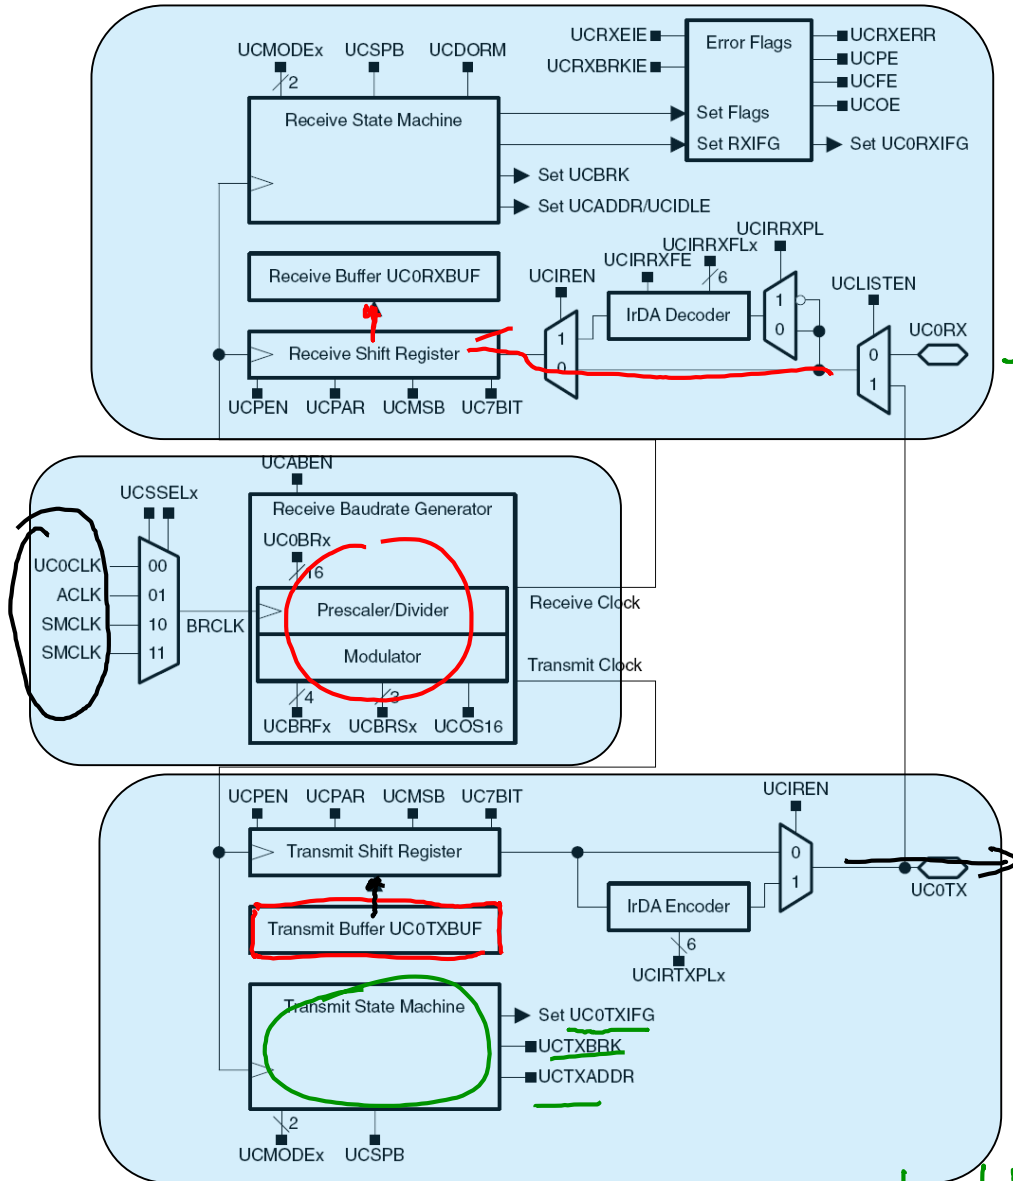 UCMODEx UCSPB UCDORM
2
Receive State Machine
UCRXEIE
UCRXBRKIE
Error Flags
Set Flags
Set RXIFG
UCRXERR
UCPE
UCFE
UCOE
Set UC0RXIFG
Set UCBRK
Set UCADDR/UCIDLE
Receive Buffer UC0RXBUF
Receive Shift Register
UCPEN UCPAR UCMSB UC7BIT
UCIREN
1
0
UCIRRXFE
UCIRRXFLx
6
IrDA Decoder
UCIRRXPL
1
0
UCLISTEN
0
1
UC0RX
UCABEN
UCSSELx
UC0CLK 00
ACLK 01
SMCLK 10
SMCLK 11
BRCLK
Receive Baudrate Generator
UC0BRx
16
Prescaler/Divider
Modulator
4 3
UCBRFx UCBRSx UCOS16
Receive Clock
Transmit Clock
UCPEN UCPAR UCMSB UC7BIT
Transmit Shift Register
Transmit Buffer UC0TXBUF
UCIREN
0
1
UC0TX
IrDA Encoder
6
UCIRTXPLx
Transmit State Machine
Set UC0TXIFG
UCTXBRK
UCTXADDR
2
UCMODEx UCSPB